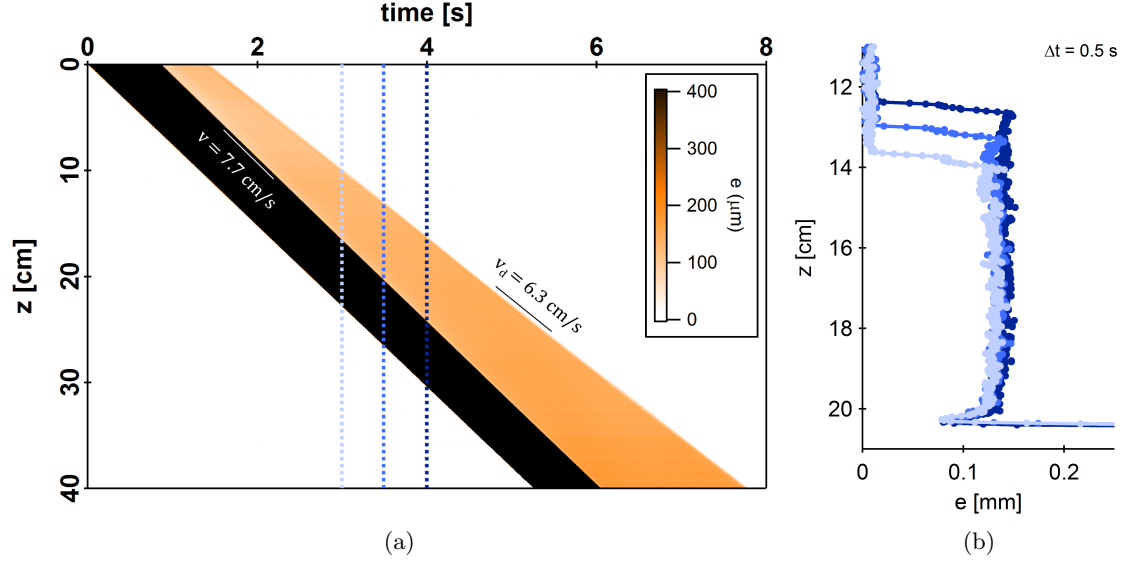 time [s]
0 2 4 6 8
0
10
20
30
40
z [cm]
v = 7.7 cm/s
v_d = 6.3 cm/s
400
300
200
100
0
e (µm)
(a)
Δt = 0.5 s
12
14
16
18
20
z [cm]
0 0.1 0.2
e [mm]
(b)